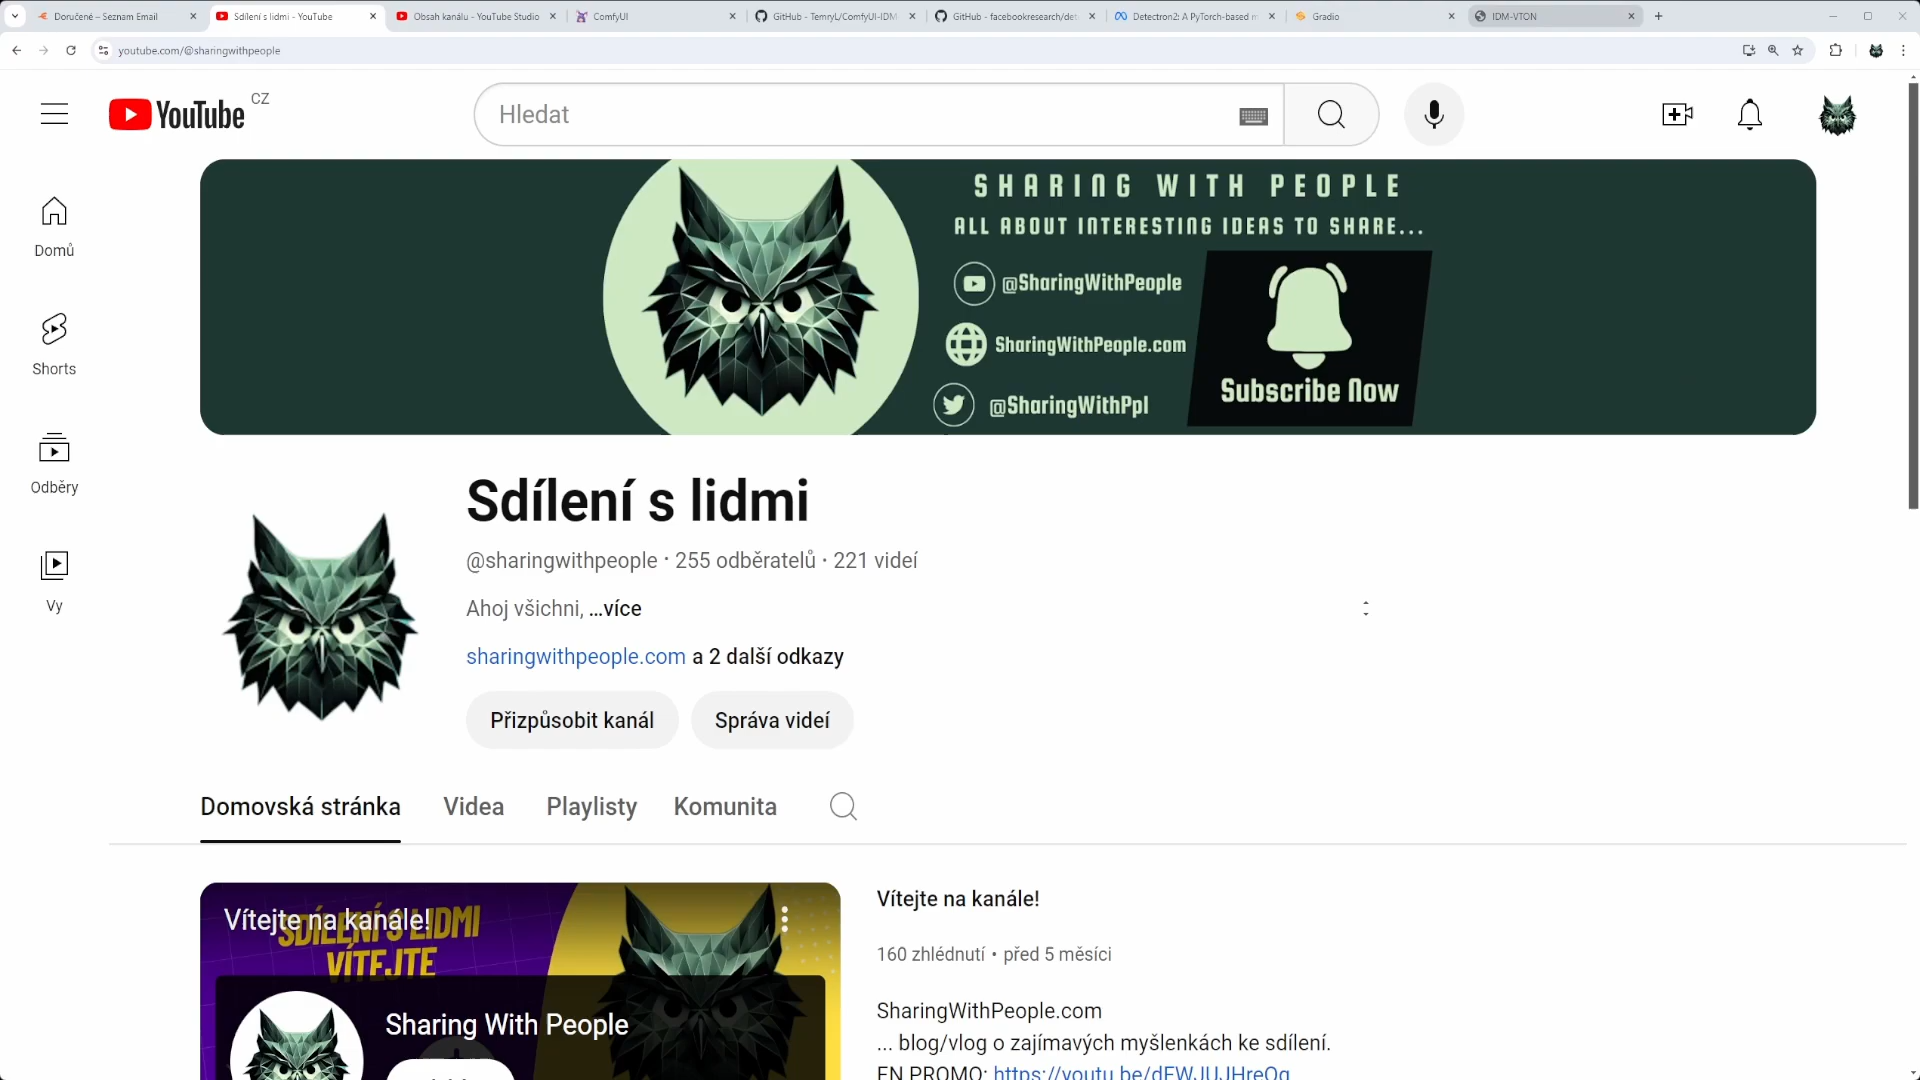 Doručené – Seznam Email
Sdílení s lidmi - YouTube
Obsah kanálu - YouTube Studio
ComfyUI
GitHub - TemryL/ComfyUI-IDM
GitHub - facebookresearch/det
Detectron2: A PyTorch-based m
Gradio
IDM-VTON
youtube.com/@sharingwithpeople
YouTube CZ
Hledat
SHARING WITH PEOPLE
ALL ABOUT INTERESTING IDEAS TO SHARE...
@SharingWithPeople
SharingWithPeople.com
@SharingWithPpl
Subscribe Now
Domů
Shorts
Odběry
Vy
Sdílení s lidmi
@sharingwithpeople • 255 odběratelů • 221 videí
Ahoj všichni, ...více
sharingwithpeople.com a 2 další odkazy
Přizpůsobit kanál
Správa videí
Domovská stránka
Videa
Playlisty
Komunita
Vítejte na kanále!
SDÍLENÍ S LIDMI
VÍTEJTE
Sharing With People
Vítejte na kanále!
160 zhlédnutí • před 5 měsíci
SharingWithPeople.com
... blog/vlog o zajímavých myšlenkách ke sdílení.
EN PROMO: https://youtu.be/dFWJUJHreOg